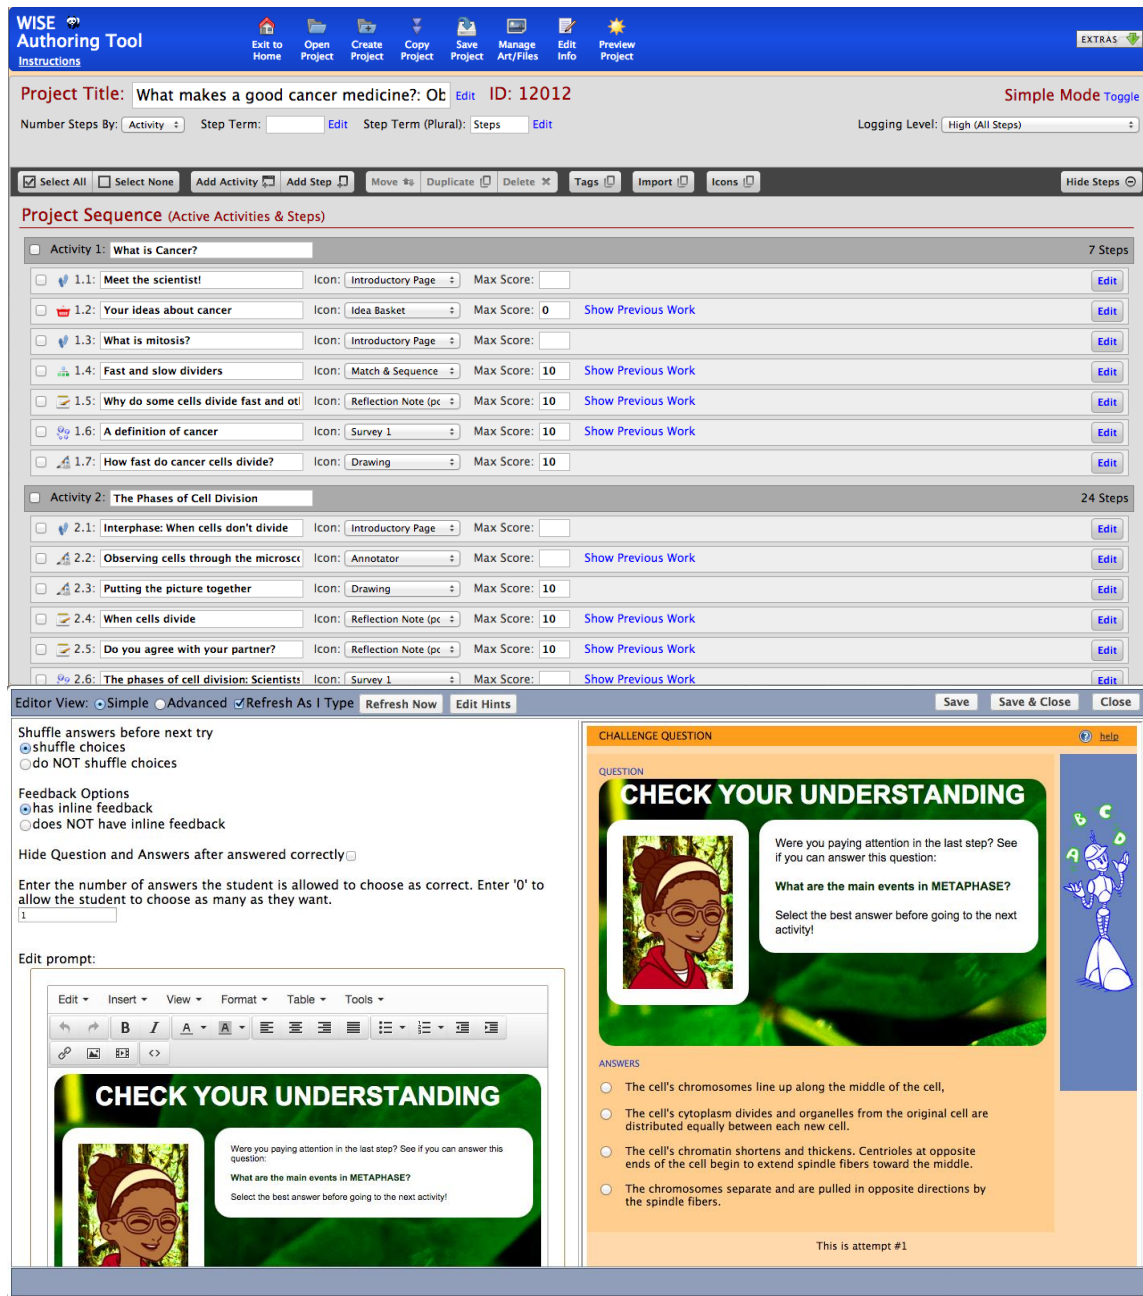 WISE
Authoring Tool
Instructions
Exit to Home
Open Project
Create Project
Copy Project
Save Project
Manage Art/Files
Edit Info
Preview Project
EXTRAS
Project Title: What makes a good cancer medicine?: Ob Edit ID: 12012 Simple Mode Toggle
Number Steps By: Activity Step Term: Edit Step Term (Plural): Steps Edit Logging Level: High (All Steps)
Select All Select None Add Activity Add Step Move Duplicate Delete Tags Import Icons Hide Steps
Project Sequence (Active Activities & Steps)
Activity 1: What is Cancer? 7 Steps
1.1: Meet the scientist! Icon: Introductory Page Max Score: Edit
1.2: Your ideas about cancer Icon: Idea Basket Max Score: 0 Show Previous Work Edit
1.3: What is mitosis? Icon: Introductory Page Max Score: Edit
1.4: Fast and slow dividers Icon: Match & Sequence Max Score: 10 Show Previous Work Edit
1.5: Why do some cells divide fast and otl Icon: Reflection Note (pc Max Score: 10 Show Previous Work Edit
1.6: A definition of cancer Icon: Survey 1 Max Score: 10 Show Previous Work Edit
1.7: How fast do cancer cells divide? Icon: Drawing Max Score: 10 Edit
Activity 2: The Phases of Cell Division 24 Steps
2.1: Interphase: When cells don't divide Icon: Introductory Page Max Score: Edit
2.2: Observing cells through the microsco Icon: Annotator Max Score: Show Previous Work Edit
2.3: Putting the picture together Icon: Drawing Max Score: 10 Edit
2.4: When cells divide Icon: Reflection Note (pc Max Score: 10 Show Previous Work Edit
2.5: Do you agree with your partner? Icon: Reflection Note (pc Max Score: 10 Show Previous Work Edit
2.6: The phases of cell division: Scientists Icon: Survey 1 Max Score: Show Previous Work Edit
Editor View: Simple Advanced Refresh As I Type Refresh Now Edit Hints Save Save & Close Close
Shuffle answers before next try
shuffle choices
do NOT shuffle choices
Feedback Options
has inline feedback
does NOT have inline feedback
Hide Question and Answers after answered correctly
Enter the number of answers the student is allowed to choose as correct. Enter '0' to
allow the student to choose as many as they want.
1
Edit prompt:
Edit Insert View Format Table Tools
B I A A
CHECK YOUR UNDERSTANDING
Were you paying attention in the last step? See if you can answer this
question:
What are the main events in METAPHASE?
Select the best answer before going to the next activity!
CHALLENGE QUESTION help
QUESTION
CHECK YOUR UNDERSTANDING
Were you paying attention in the last step? See
if you can answer this question:
What are the main events in METAPHASE?
Select the best answer before going to the next
activity!
A B C D
ANSWERS
The cell's chromosomes line up along the middle of the cell,
The cell's cytoplasm divides and organelles from the original cell are
distributed equally between each new cell.
The cell's chromatin shortens and thickens. Centrioles at opposite
ends of the cell begin to extend spindle fibers toward the middle.
The chromosomes separate and are pulled in opposite directions by
the spindle fibers.
This is attempt #1